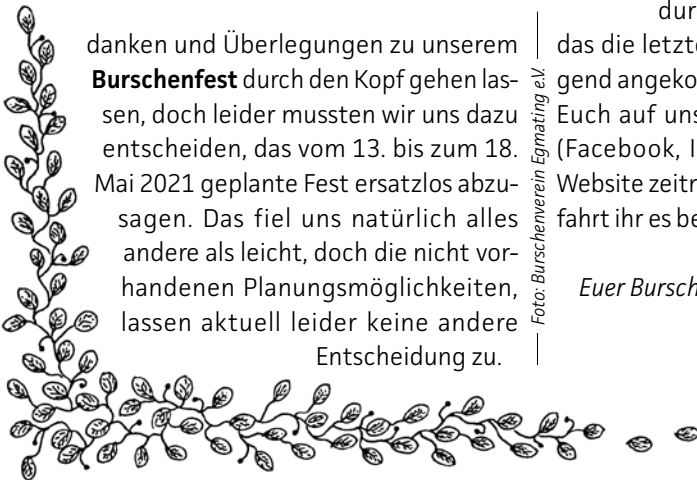 danken und Überlegungen zu unserem
Burschenfest durch den Kopf gehen las-
sen, doch leider mussten wir uns dazu
entscheiden, das vom 13. bis zum 18.
Mai 2021 geplante Fest ersatzlos abzu-
sagen. Das fiel uns natürlich alles
andere als leicht, doch die nicht vor-
handenen Planungsmöglichkeiten,
lassen aktuell leider keine andere
Entscheidung zu.
Foto: Burschenverein Egmating e.V.
das die letzte
gend angeko
Euch auf uns
(Facebook, I
Website zeitr
fahrt ihr es be
Euer Bursch